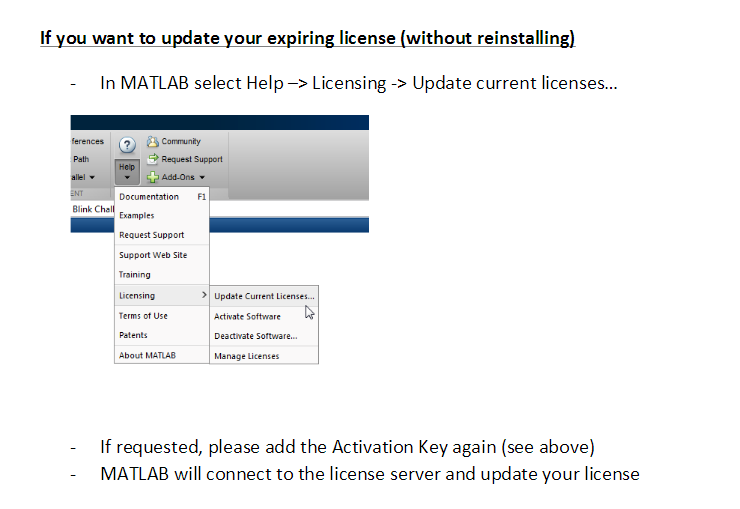 If you want to update your expiring license (without reinstalling)
- In MATLAB select Help –> Licensing -> Update current licenses...
ferences
Community
Path
Request Support
Help
allel
Add-Ons
ENT
Documentation F1
Blink Chall
Examples
Request Support
Support Web Site
Training
Licensing > Update Current Licenses...
Terms of Use Activate Software
Patents Deactivate Software...
About MATLAB Manage Licenses
- If requested, please add the Activation Key again (see above)
- MATLAB will connect to the license server and update your license